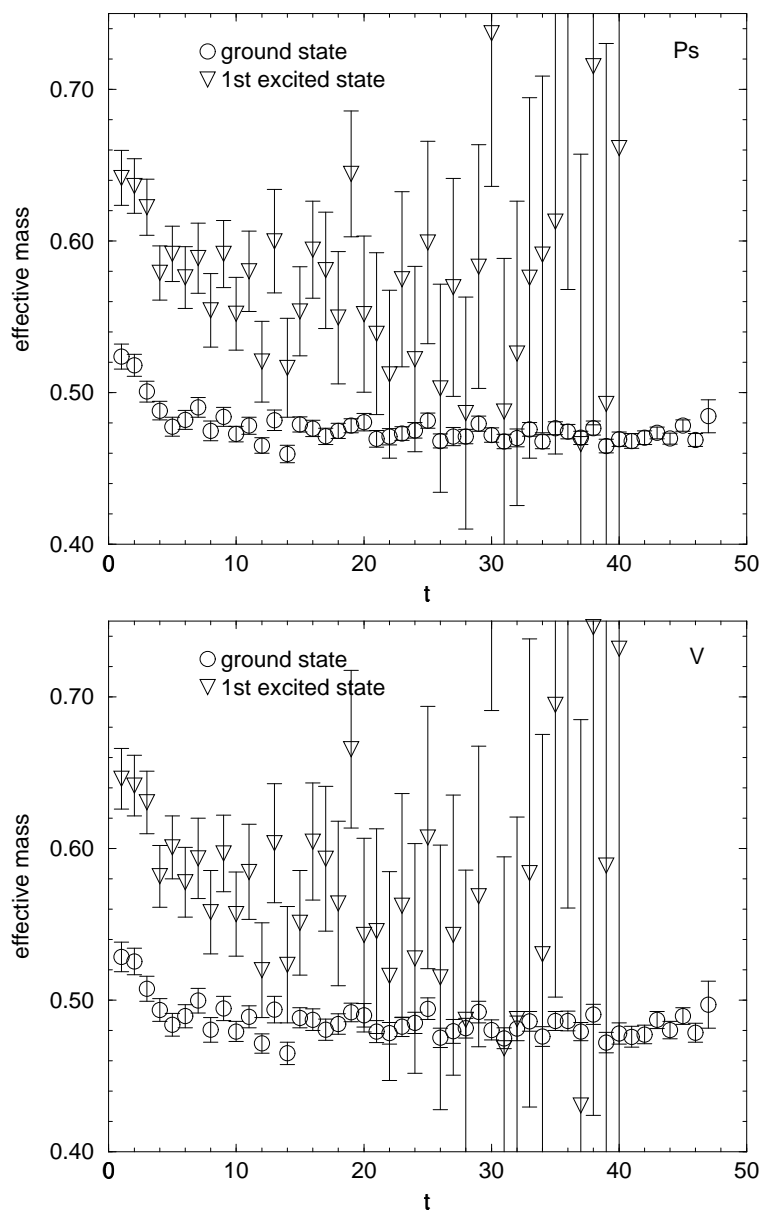 ground state
1st excited state
Ps
0.70
0.60
0.50
0.40
effective mass
0 10 20 30 40 50
t
ground state
1st excited state
V
0.70
0.60
0.50
0.40
effective mass
0 10 20 30 40 50
t